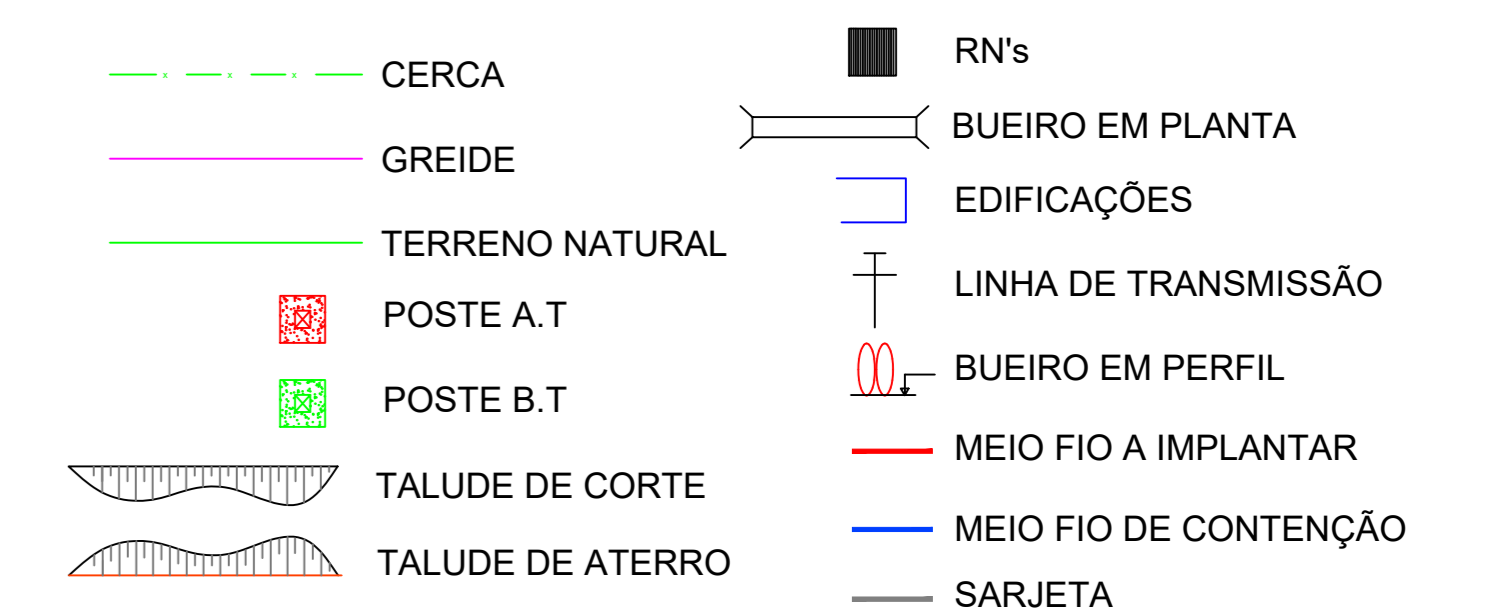 CERCA
GREIDE
TERRENO NATURAL
POSTE A.T
POSTE B.T
TALUDE DE CORTE
TALUDE DE ATERRO
RN's
BUEIRO EM PLANTA
EDIFICAÇÕES
LINHA DE TRANSMISSÃO
BUEIRO EM PERFIL
MEIO FIO A IMPLANTAR
MEIO FIO DE CONTENÇÃO
SARJETA